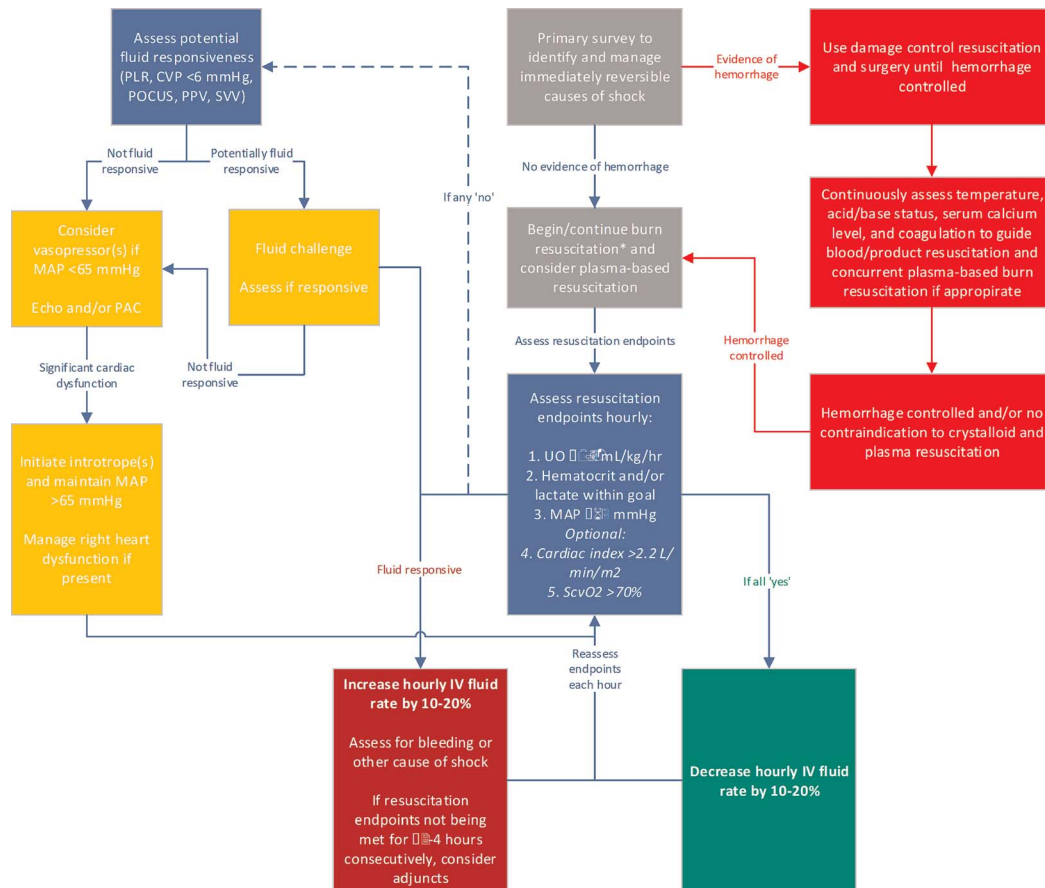 Assess potential
fluid responsiveness
(PLR, CVP <6 mmHg,
POCUS, PPV, SVV)
Primary survey to
identify and manage
immediately reversible
causes of shock
Evidence of
hemorrhage
Use damage control resuscitation
and surgery until hemorrhage
controlled
Not fluid
responsive
Potentially fluid
responsive
If any 'no'
No evidence of hemorrhage
Consider
vasopressor(s) if
MAP <65 mmHg
Echo and/or PAC
Fluid challenge
Assess if responsive
Begin/continue burn
resuscitation* and
consider plasma-based
resuscitation
Continuously assess temperature,
acid/base status, serum calcium
level, and coagulation to guide
blood/product resuscitation and
concurrent plasma-based burn
resuscitation if appropirate
Significant cardiac
dysfunction
Not fluid
responsive
Assess resuscitation endpoints
Hemorrhage
controlled
Initiate introtrope(s)
and maintain MAP
>65 mmHg
Manage right heart
dysfunction if
present
Assess resuscitation
endpoints hourly:
1. UO mL/kg/hr
2. Hematocrit and/or
lactate within goal
3. MAP mmHg
Optional:
4. Cardiac index >2.2 L/
min/m2
5. ScvO2 >70%
Hemorrhage controlled and/or no
contraindication to crystalloid and
plasma resuscitation
Fluid responsive
If all 'yes'
Reassess
endpoints
each hour
Increase hourly IV fluid
rate by 10-20%
Assess for bleeding or
other cause of shock
If resuscitation
endpoints not being
met for -4 hours
consecutively, consider
adjuncts
Decrease hourly IV fluid
rate by 10-20%